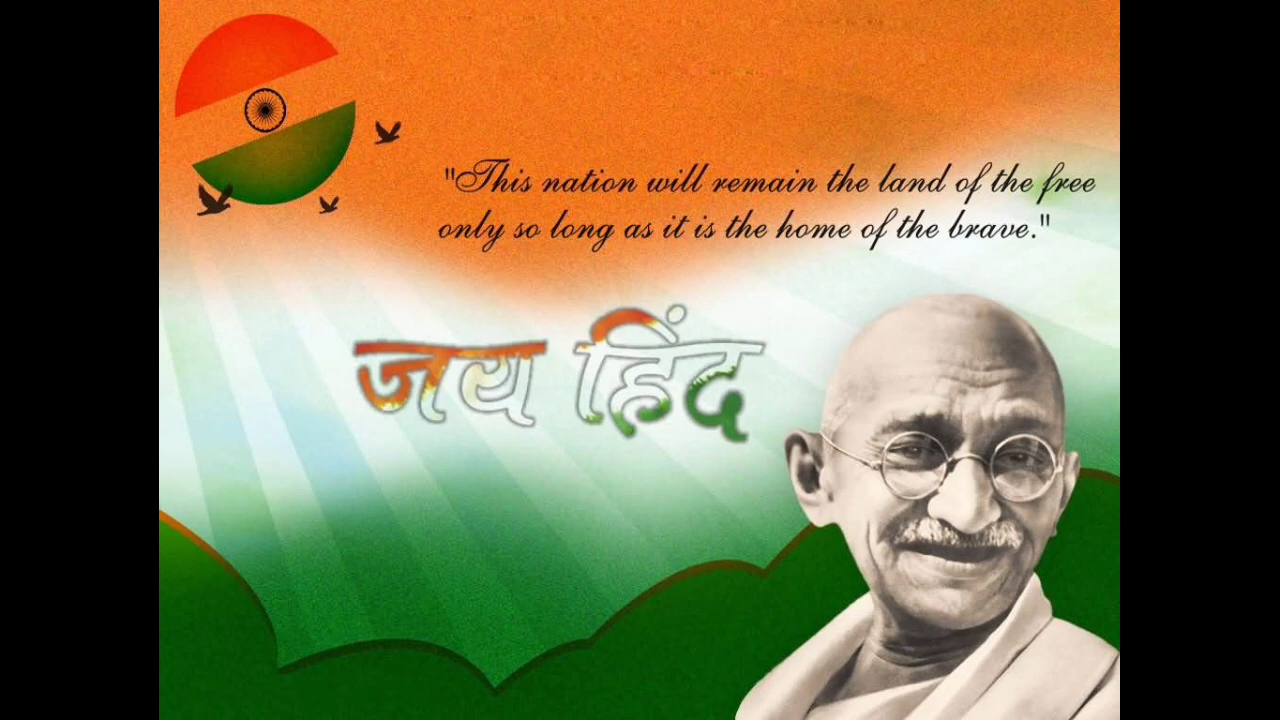 "This nation will remain the land of the free
only so long as it is the home of the brave."
जय हिंद